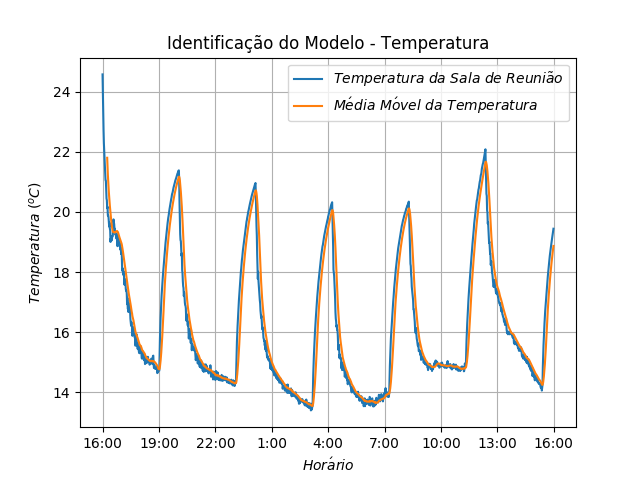 Identificação do Modelo - Temperatura
Temperatura da Sala de Reunião
Média Móvel da Temperatura
Temperatura (ºC)
24
22
20
18
16
14
16:00 19:00 22:00 1:00 4:00 7:00 10:00 13:00 16:00
Horário